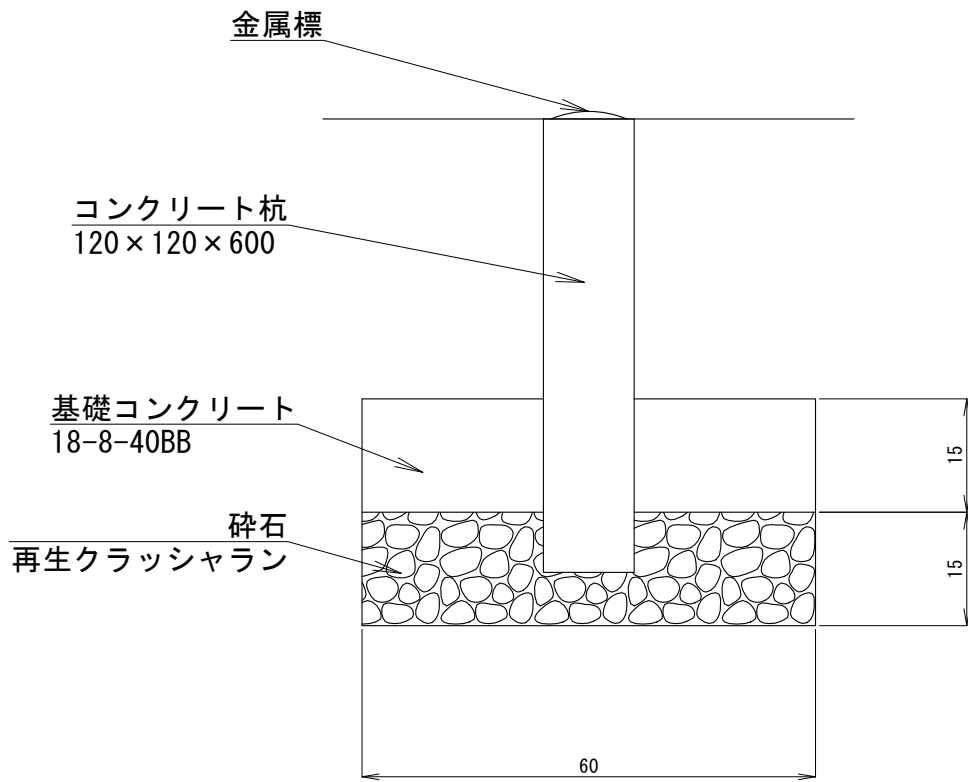 金属標
コンクリート杭
120×120×600
基礎コンクリート
18-8-40BB
砕石
再生クラッシャラン
15
15
60